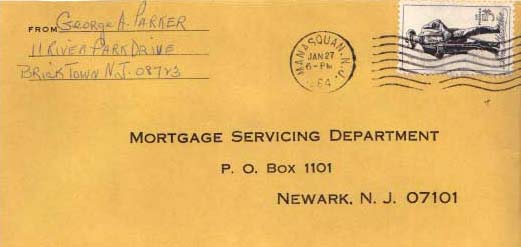 FROM George A. Parker
11 River Park Drive
Brick Town N.J. 08723
MANASQUAN, N.J.
JAN 27
6-PM
1964
5¢
MORTGAGE SERVICING DEPARTMENT
P. O. BOX 1101
NEWARK, N. J. 07101